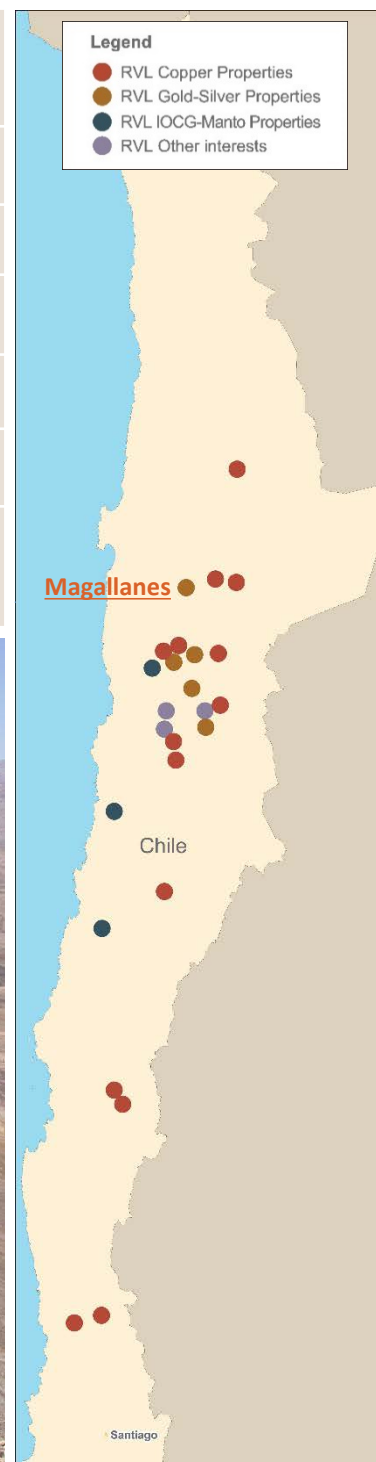 Legend
RVL Copper Properties
RVL Gold-Silver Properties
RVL IOCG-Manto Properties
RVL Other interests
Magallanes
Chile
Santiago